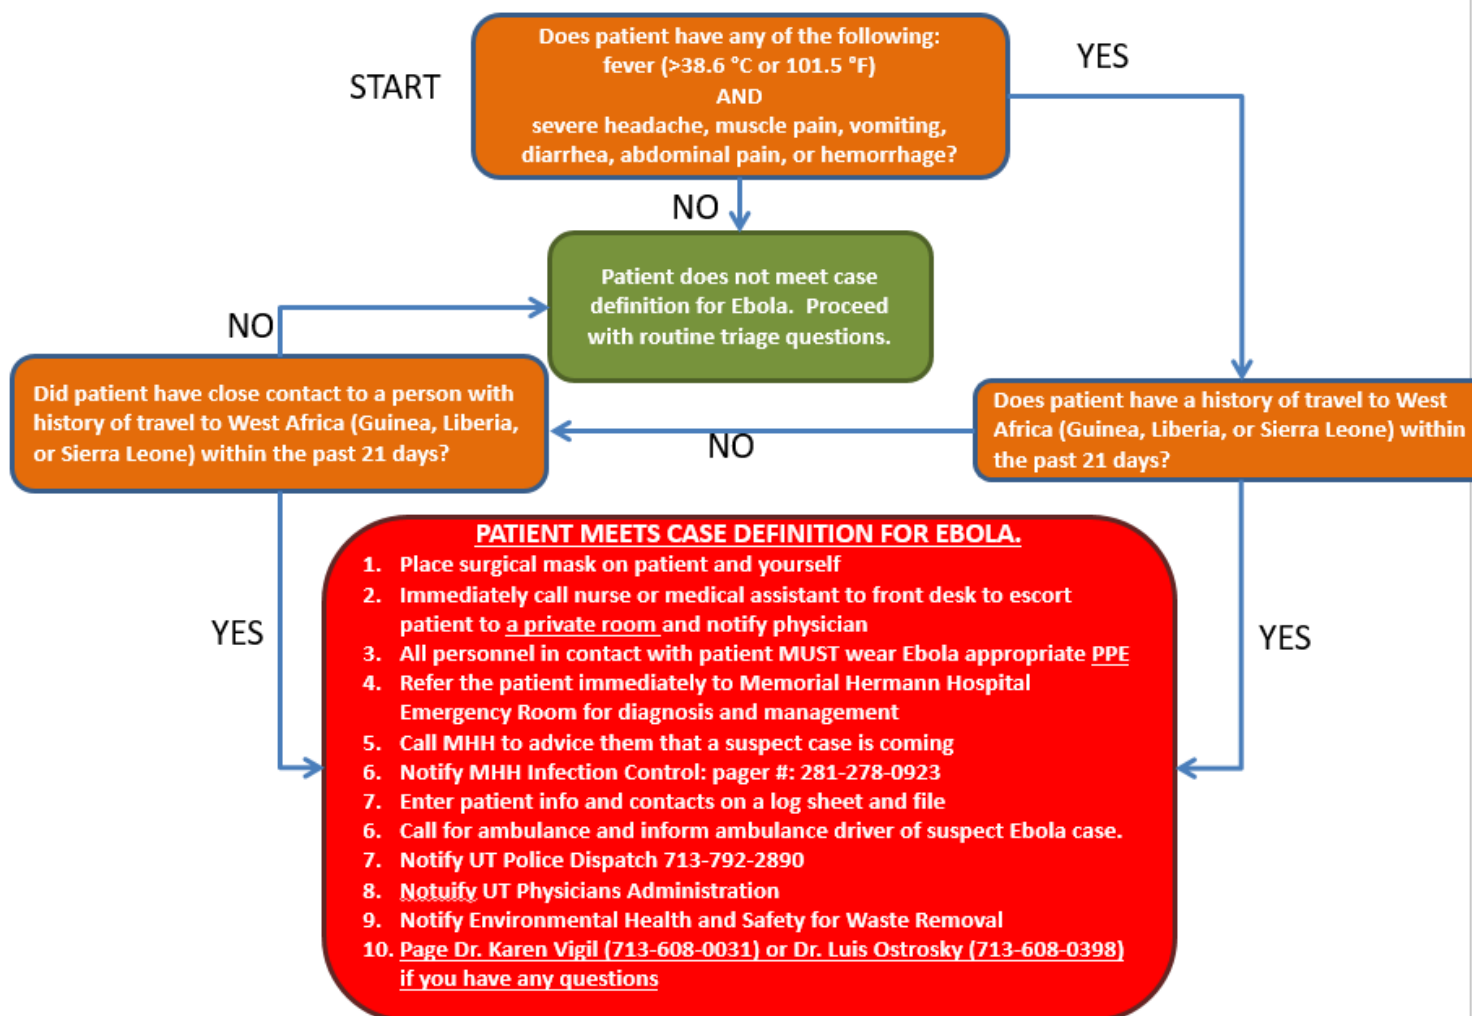 START
Does patient have any of the following:
fever (>38.6 °C or 101.5 °F)
AND
severe headache, muscle pain, vomiting,
diarrhea, abdominal pain, or hemorrhage?
YES
NO
Patient does not meet case
definition for Ebola. Proceed
with routine triage questions.
NO
Did patient have close contact to a person with
history of travel to West Africa (Guinea, Liberia,
or Sierra Leone) within the past 21 days?
NO
Does patient have a history of travel to West
Africa (Guinea, Liberia, or Sierra Leone) within
the past 21 days?
YES
PATIENT MEETS CASE DEFINITION FOR EBOLA.
1. Place surgical mask on patient and yourself
2. Immediately call nurse or medical assistant to front desk to escort
patient to a private room and notify physician
3. All personnel in contact with patient MUST wear Ebola appropriate PPE
4. Refer the patient immediately to Memorial Hermann Hospital
Emergency Room for diagnosis and management
5. Call MHH to advice them that a suspect case is coming
6. Notify MHH Infection Control: pager #: 281-278-0923
7. Enter patient info and contacts on a log sheet and file
6. Call for ambulance and inform ambulance driver of suspect Ebola case.
7. Notify UT Police Dispatch 713-792-2890
8. Notuify UT Physicians Administration
9. Notify Environmental Health and Safety for Waste Removal
10. Page Dr. Karen Vigil (713-608-0031) or Dr. Luis Ostrosky (713-608-0398)
if you have any questions
YES